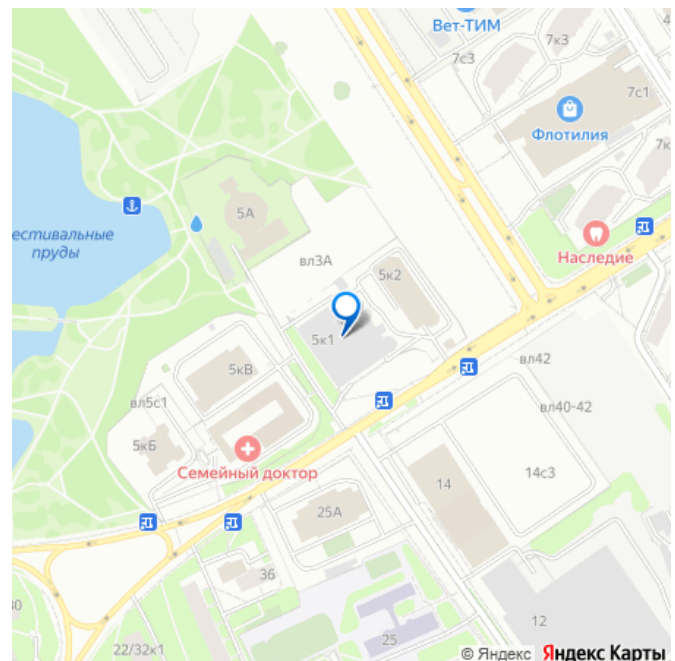 Вет-ТИМ
7с3
7к3
4
7с1
Флотилия
7к
5А
естивальные
пруды
Наследие
вл3А
5к2
5к1
5кВ
вл42
вл5с1
вл40-42
5кБ
Семейный доктор
14
14с3
25А
36
30
12
25
22/32к1
© Яндекс Яндекс Карты